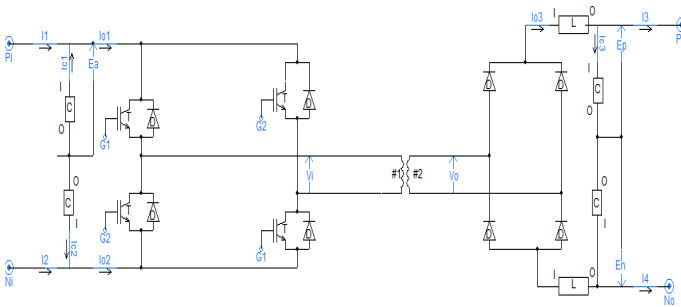 I1
Io1
Io3
I
L
O
I3
Pi
Ic1
Ea
Ic3
Ep
P
I
C
O
T
D
G1
T
D
G2
D
D
I
C
O
Vi
#1
#2
Vo
O
C
I
Ic2
T
D
G2
T
D
G1
D
D
O
C
I
En
I2
Io2
Ni
I
L
O
I4
No